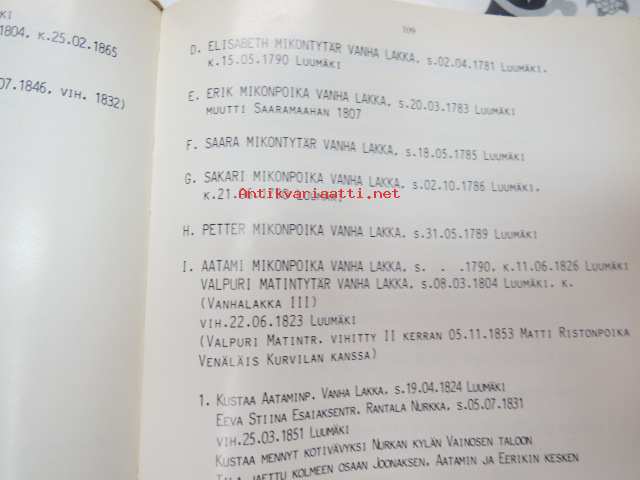 KI
1804. K.25.02.1865
07.1846. VIH. 1832)
109
D. ELISABETH MIKONTYTÄR VANHA LAKKA, S.02.04.1781 LUUMÄKI.
K.15.05.1790 LUUMÄKI
E. ERIK MIKONPOIKA VANHA LAKKA, S.20.03.1783 LUUMÄKI
MUUTTI SAARAMAAHAN 1807
F. SAARA MIKONTYTÄR VANHA LAKKA, S.18.05.1785 LUUMÄKI
G. SAKARI MIKONPOIKA VANHA LAKKA, S.02.10.1786 LUUMÄKI.
K.21.
Antikvariaatti.net
H. PETTER MIKONPOIKA VANHA LAKKA, S.31.05.1789 LUUMÄKI
I. AATAMI MIKONPOIKA VANHA LAKKA, S. . .1790. K.11.06.1826 LUUMÄKI
VALPURI MATINTYTÄR VANHA LAKKA, S.08.03.1804 LUUMÄKI. K.
(VANHALAKKA III)
VIH.22.06.1823 LUUMÄKI
(VALPURI MATINTR. VIHITTY II KERRAN 05.11.1853 MATTI RISTONPOIKA
VENÄLÄIS KURVILAN KANSSA)
1. KUSTAA AATAMINP. VANHA LAKKA, S.19.04.1824 LUUMÄKI
EEVA STIINA ESAIAKSENTR. RANTALA NURKKA, S.05.07.1831
VIH.25.03.1851 LUUMÄKI
KUSTAA MENNYT KOTIVÄVYKSI NURKAN KYLÄN VAINOSEN TALOON
JAETTU KOLMEEN OSAAN JOONAKSEN, AATAMIN JA EERIKIN KESKEN